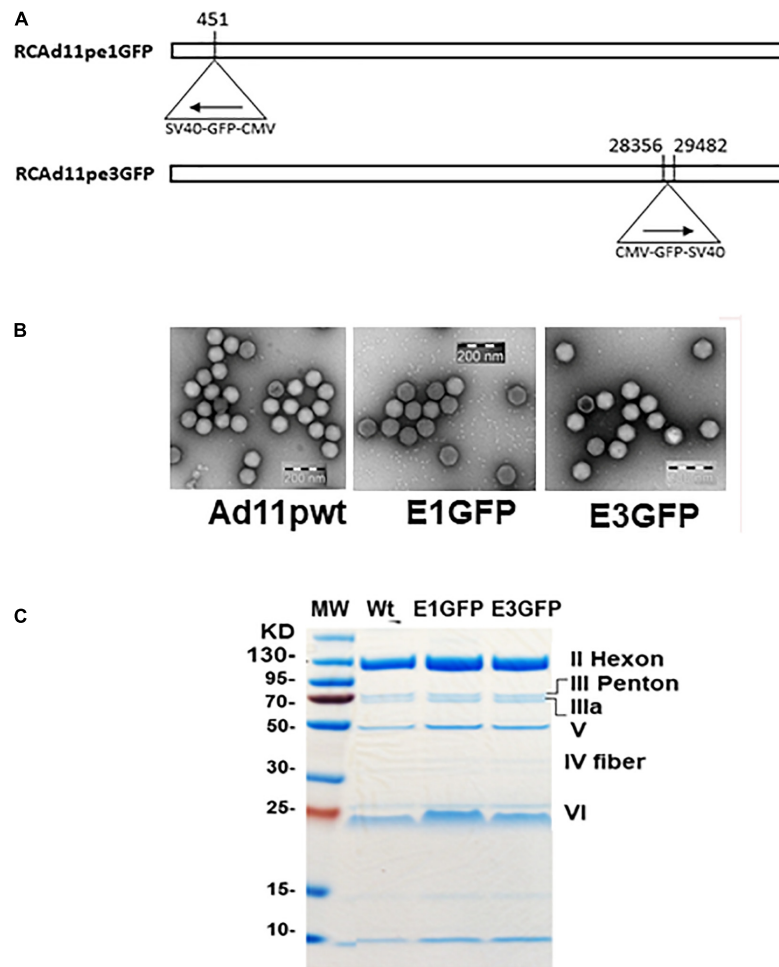 A
451
RCAd11pe1GFP
SV40-GFP-CMV
28356 29482
RCAd11pe3GFP
CMV-GFP-SV40
B
200 nm
200 nm
Ad11pwt E1GFP E3GFP
C
MW Wt E1GFP E3GFP
KD
130-
II Hexon
95-
III Penton
70-
IIIa
50-
V
30-
IV fiber
25-
VI
15-
10-